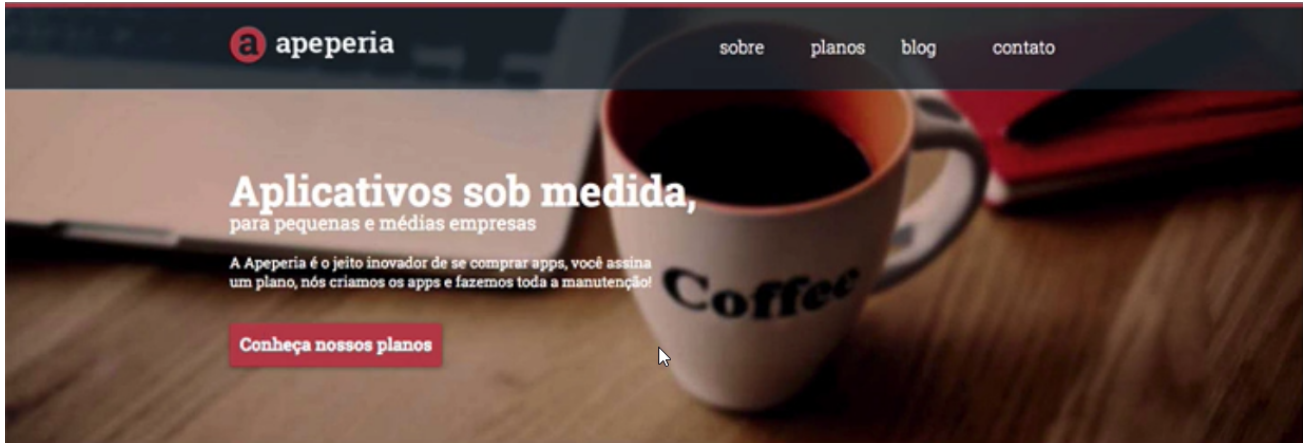 a apeperia
sobre planos blog contato
Aplicativos sob medida,
para pequenas e médias empresas
A Apeperia é o jeito inovador de se comprar apps, você assina
um plano, nós criamos os apps e fazemos toda a manutenção!
Conheça nossos planos
Coffee